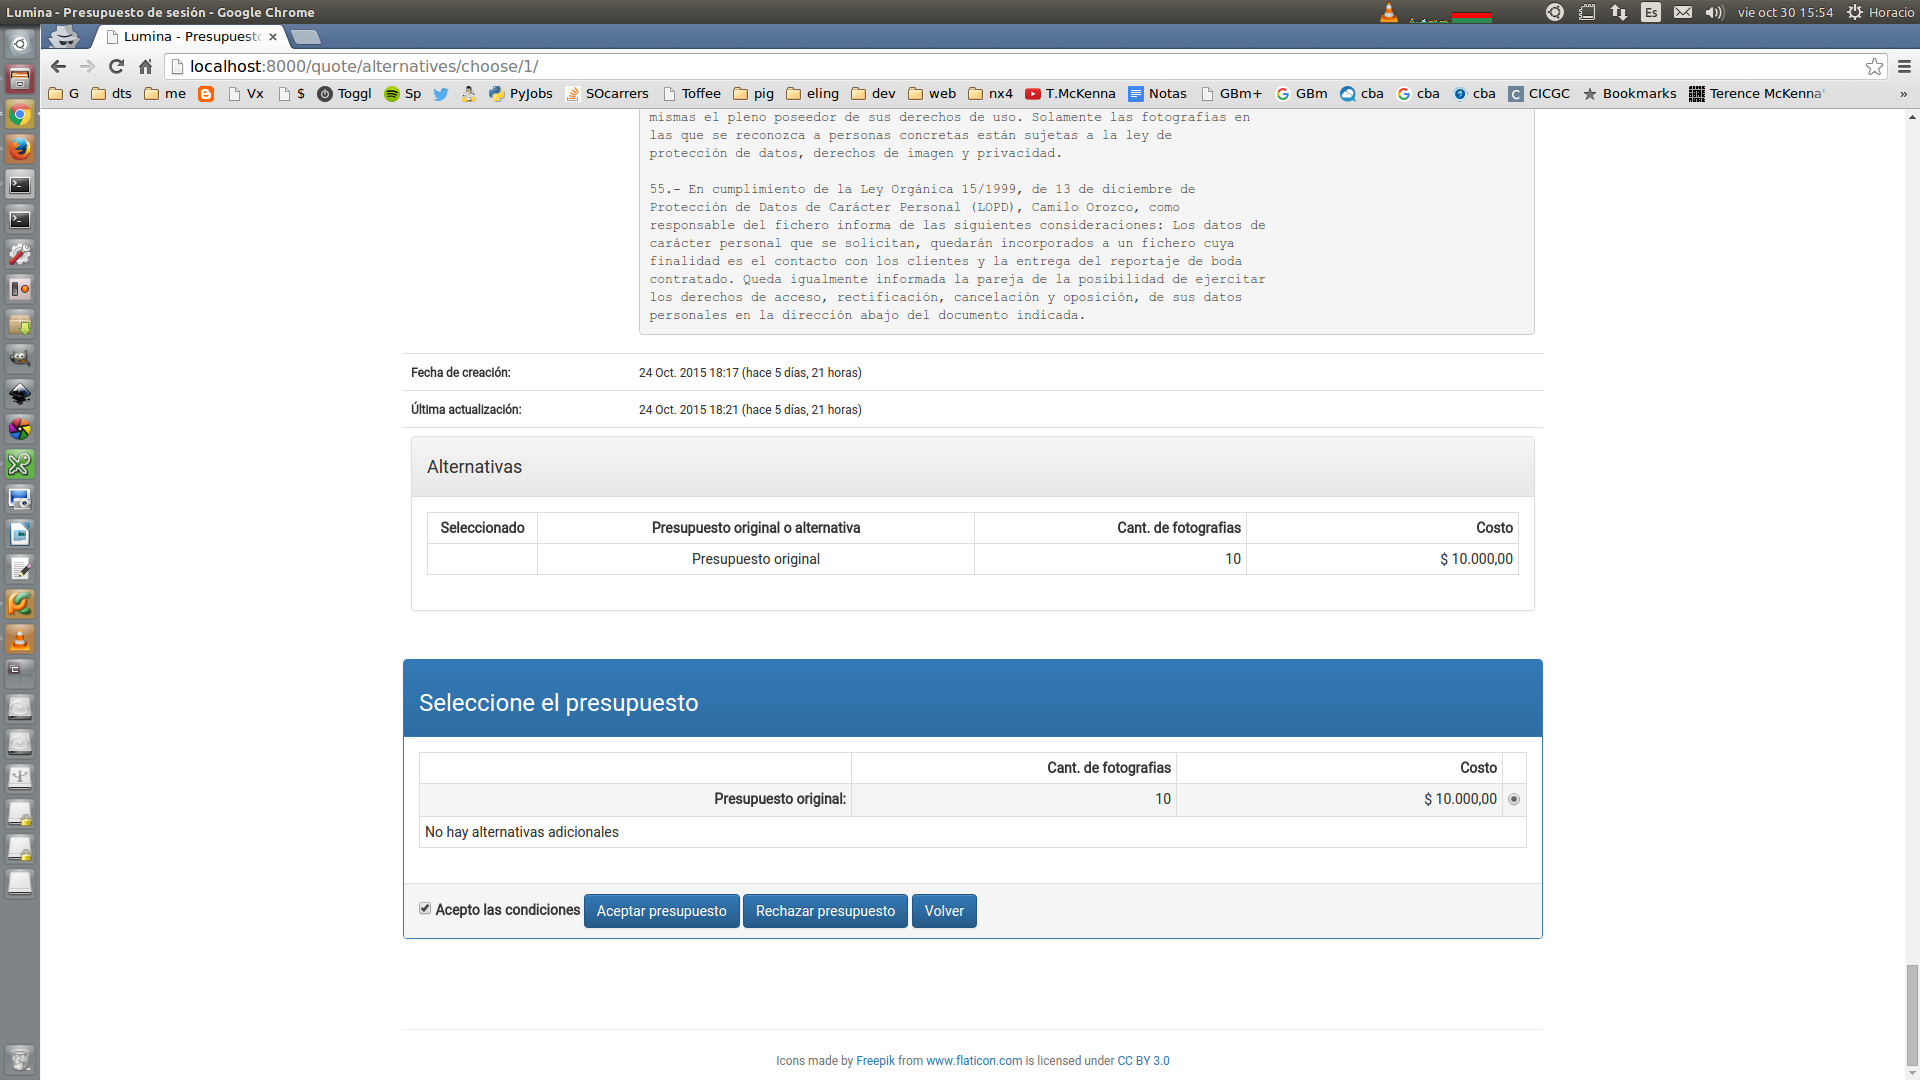 Lumina - Presupuesto de sesión - Google Chrome
Es
vie oct 30 15:54
Horacio
Lumina - Presupuesto
localhost:8000/quote/alternatives/choose/1/
G dts me Vx $ Toggl Sp PyJobs SOcarrers Toffee pig eling dev web nx4 T.McKenna Notas GBm+ GBm cba cba cba CICGC Bookmarks Terence McKenna' »
mismas el pleno poseedor de sus derechos de uso. Solamente las fotografías en
las que se reconozca a personas concretas están sujetas a la ley de
protección de datos, derechos de imagen y privacidad.
55.- En cumplimiento de la Ley Orgánica 15/1999, de 13 de diciembre de
Protección de Datos de Carácter Personal (LOPD), Camilo Orozco, como
responsable del fichero informa de las siguientes consideraciones: Los datos de
carácter personal que se solicitan, quedarán incorporados a un fichero cuya
finalidad es el contacto con los clientes y la entrega del reportaje de boda
contratado. Queda igualmente informada la pareja de la posibilidad de ejercitar
los derechos de acceso, rectificación, cancelación y oposición, de sus datos
personales en la dirección abajo del documento indicada.
Fecha de creación: 24 Oct. 2015 18:17 (hace 5 días, 21 horas)
Última actualización: 24 Oct. 2015 18:21 (hace 5 días, 21 horas)
Alternativas
Seleccionado Presupuesto original o alternativa Cant. de fotografias Costo
Presupuesto original 10 $ 10.000,00
Seleccione el presupuesto
Cant. de fotografias Costo
Presupuesto original: 10 $ 10.000,00
No hay alternativas adicionales
Acepto las condiciones Aceptar presupuesto Rechazar presupuesto Volver
Icons made by Freepik from www.flaticon.com is licensed under CC BY 3.0